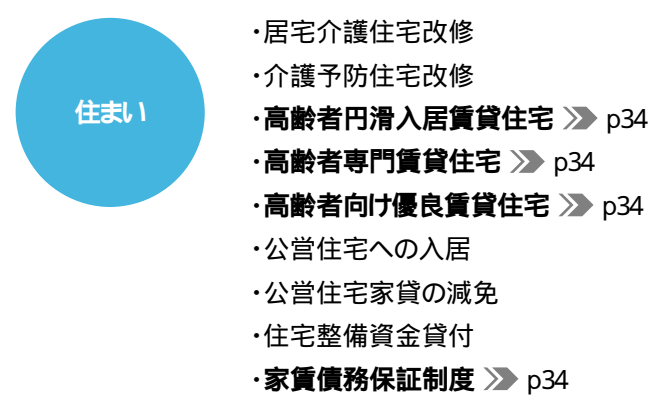 住まい
・居宅介護住宅改修
・介護予防住宅改修
・高齢者円滑入居賃貸住宅 p34
・高齢者専門賃貸住宅 p34
・高齢者向け優良賃貸住宅 p34
・公営住宅への入居
・公営住宅家貸の減免
・住宅整備資金貸付
・家賃債務保証制度 p34